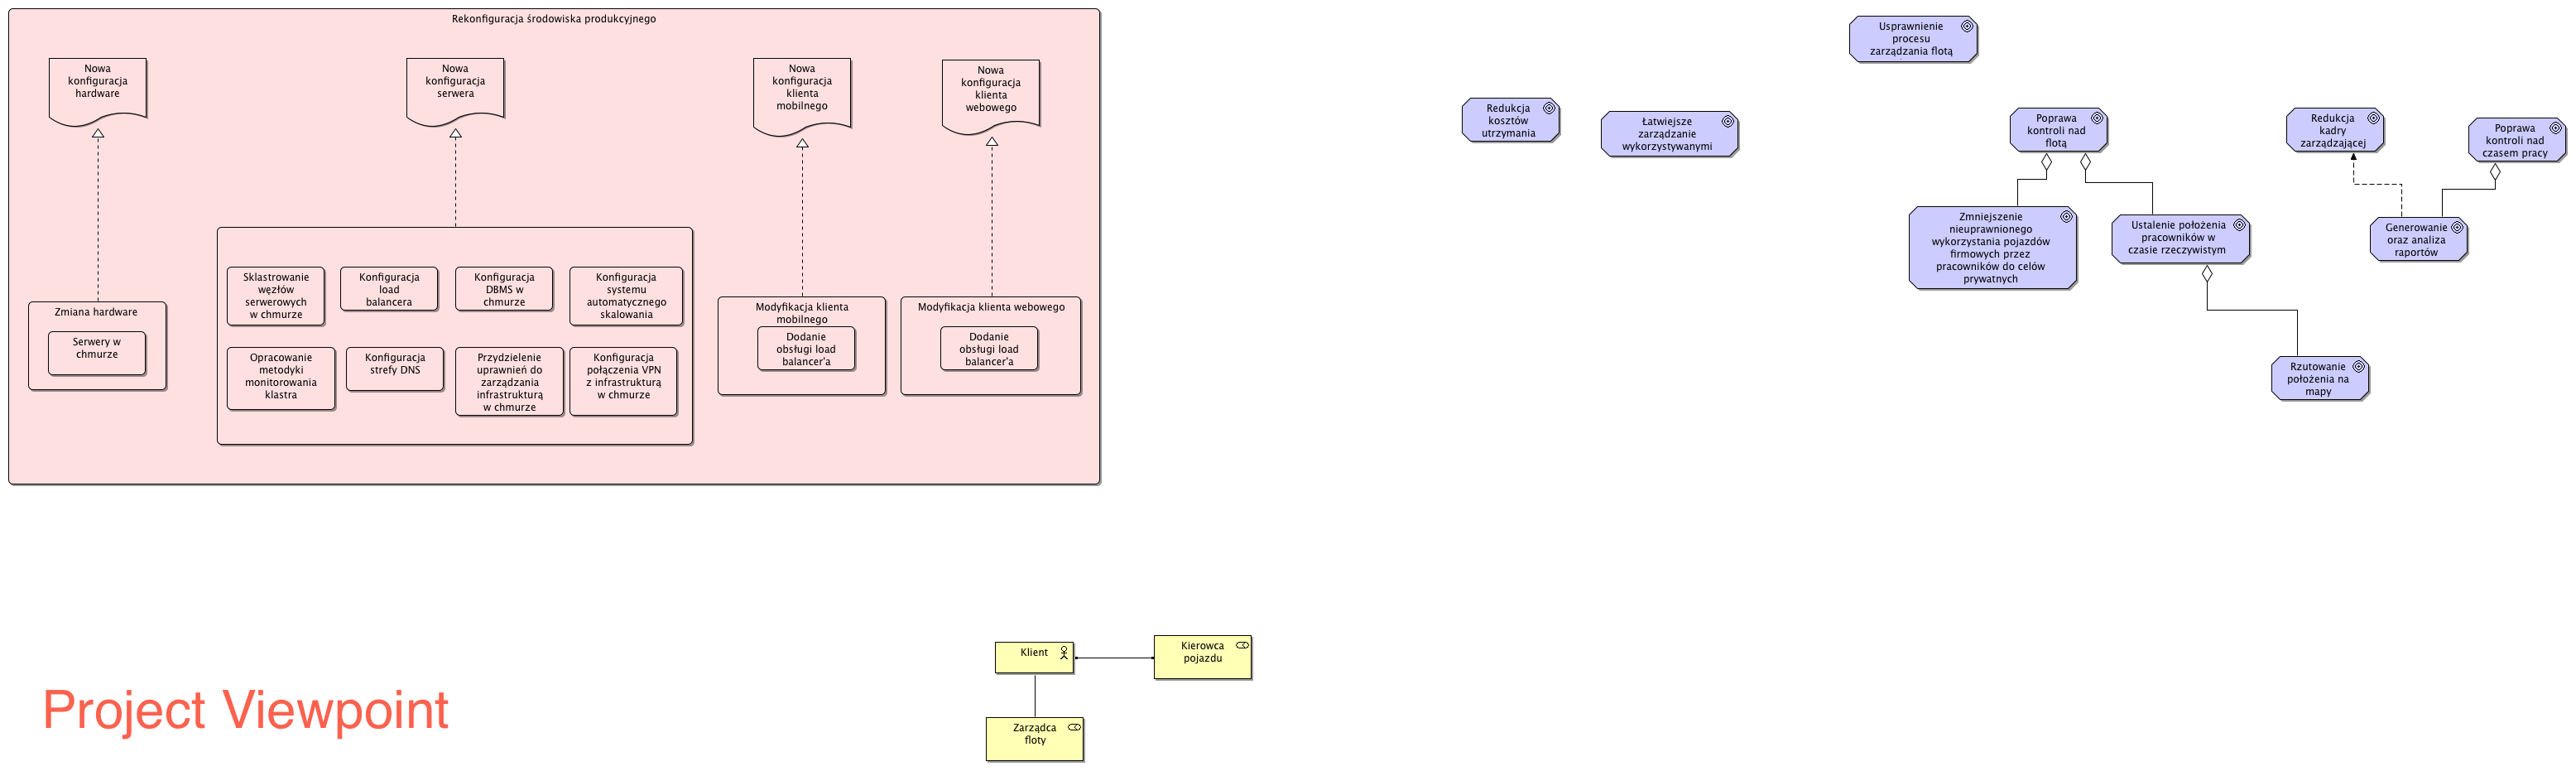 Rekonfiguracja środowiska produkcyjnego
Nowa
konfiguracja
hardware
Nowa
konfiguracja
serwera
Nowa
konfiguracja
klienta
mobilnego
Nowa
konfiguracja
klienta
webowego
Zmiana hardware
Serwery w
chmurze
Sklastrowanie
węzłów
serwerowych
w chmurze
Konfiguracja
load
balancera
Konfiguracja
DBMS w
chmurze
Konfiguracja
systemu
automatycznego
skalowania
Opracowanie
metodyki
monitorowania
klastra
Konfiguracja
strefy DNS
Przydzielenie
uprawnień do
zarządzania
infrastrukturą
w chmurze
Konfiguracja
połączenia VPN
z infrastrukturą
w chmurze
Modyfikacja klienta
mobilnego
Dodanie
obsługi load
balancer'a
Modyfikacja klienta webowego
Dodanie
obsługi load
balancer'a
Usprawnienie
procesu
zarządzania flotą
Redukcja
kosztów
utrzymania
Łatwiejsze
zarządzanie
wykorzystywanymi
Poprawa
kontroli nad
flotą
Redukcja
kadry
zarządzającej
Poprawa
kontroli nad
czasem pracy
Zmniejszenie
nieuprawnionego
wykorzystania pojazdów
firmowych przez
pracowników do celów
prywatnych
Ustalenie położenia
pracowników w
czasie rzeczywistym
Generowanie
oraz analiza
raportów
Rzutowanie
położenia na
mapy
Klient
Kierowca
pojazdu
Zarządca
floty
Project Viewpoint